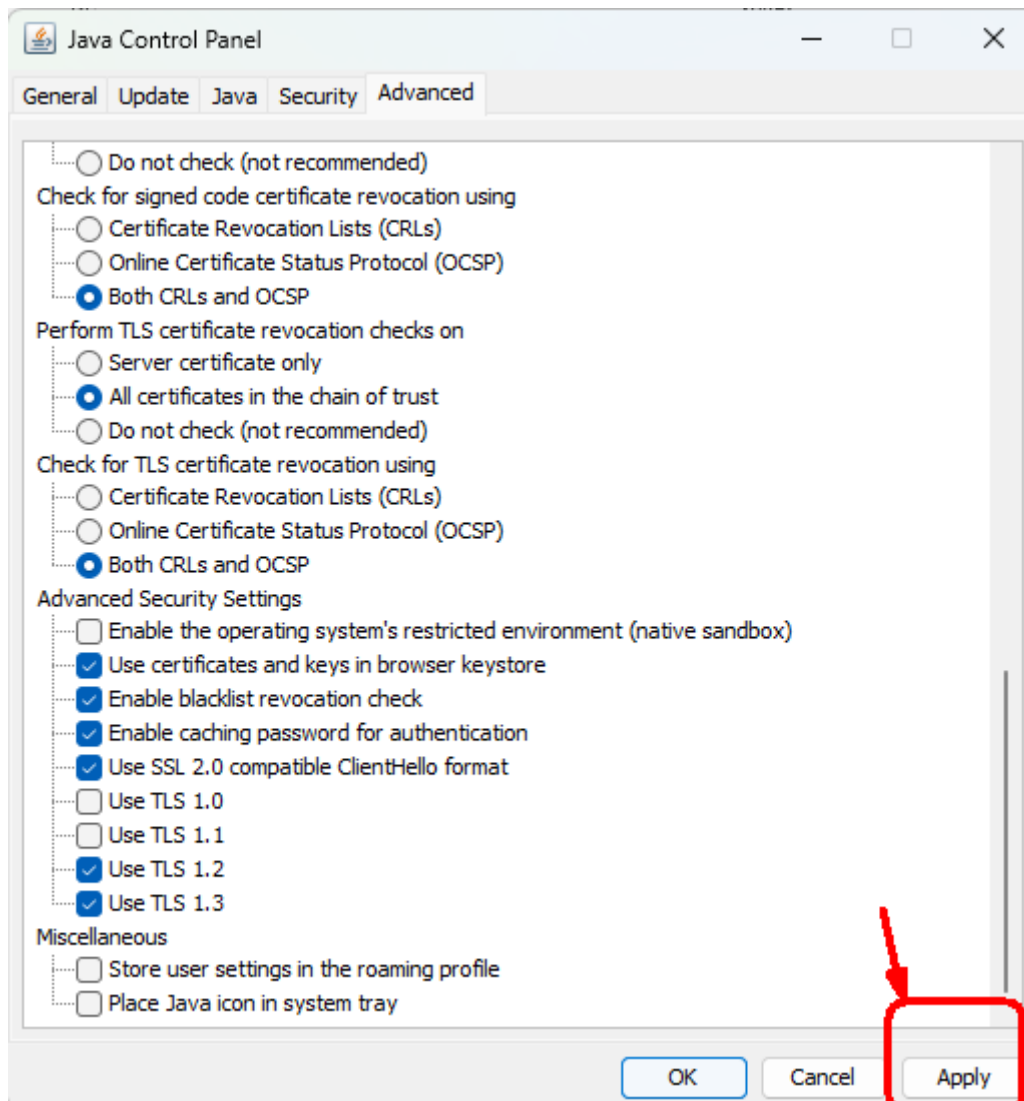 Java Control Panel
General Update Java Security Advanced
Do not check (not recommended)
Check for signed code certificate revocation using
Certificate Revocation Lists (CRLs)
Online Certificate Status Protocol (OCSP)
Both CRLs and OCSP
Perform TLS certificate revocation checks on
Server certificate only
All certificates in the chain of trust
Do not check (not recommended)
Check for TLS certificate revocation using
Certificate Revocation Lists (CRLs)
Online Certificate Status Protocol (OCSP)
Both CRLs and OCSP
Advanced Security Settings
Enable the operating system's restricted environment (native sandbox)
Use certificates and keys in browser keystore
Enable blacklist revocation check
Enable caching password for authentication
Use SSL 2.0 compatible ClientHello format
Use TLS 1.0
Use TLS 1.1
Use TLS 1.2
Use TLS 1.3
Miscellaneous
Store user settings in the roaming profile
Place Java icon in system tray
OK Cancel Apply